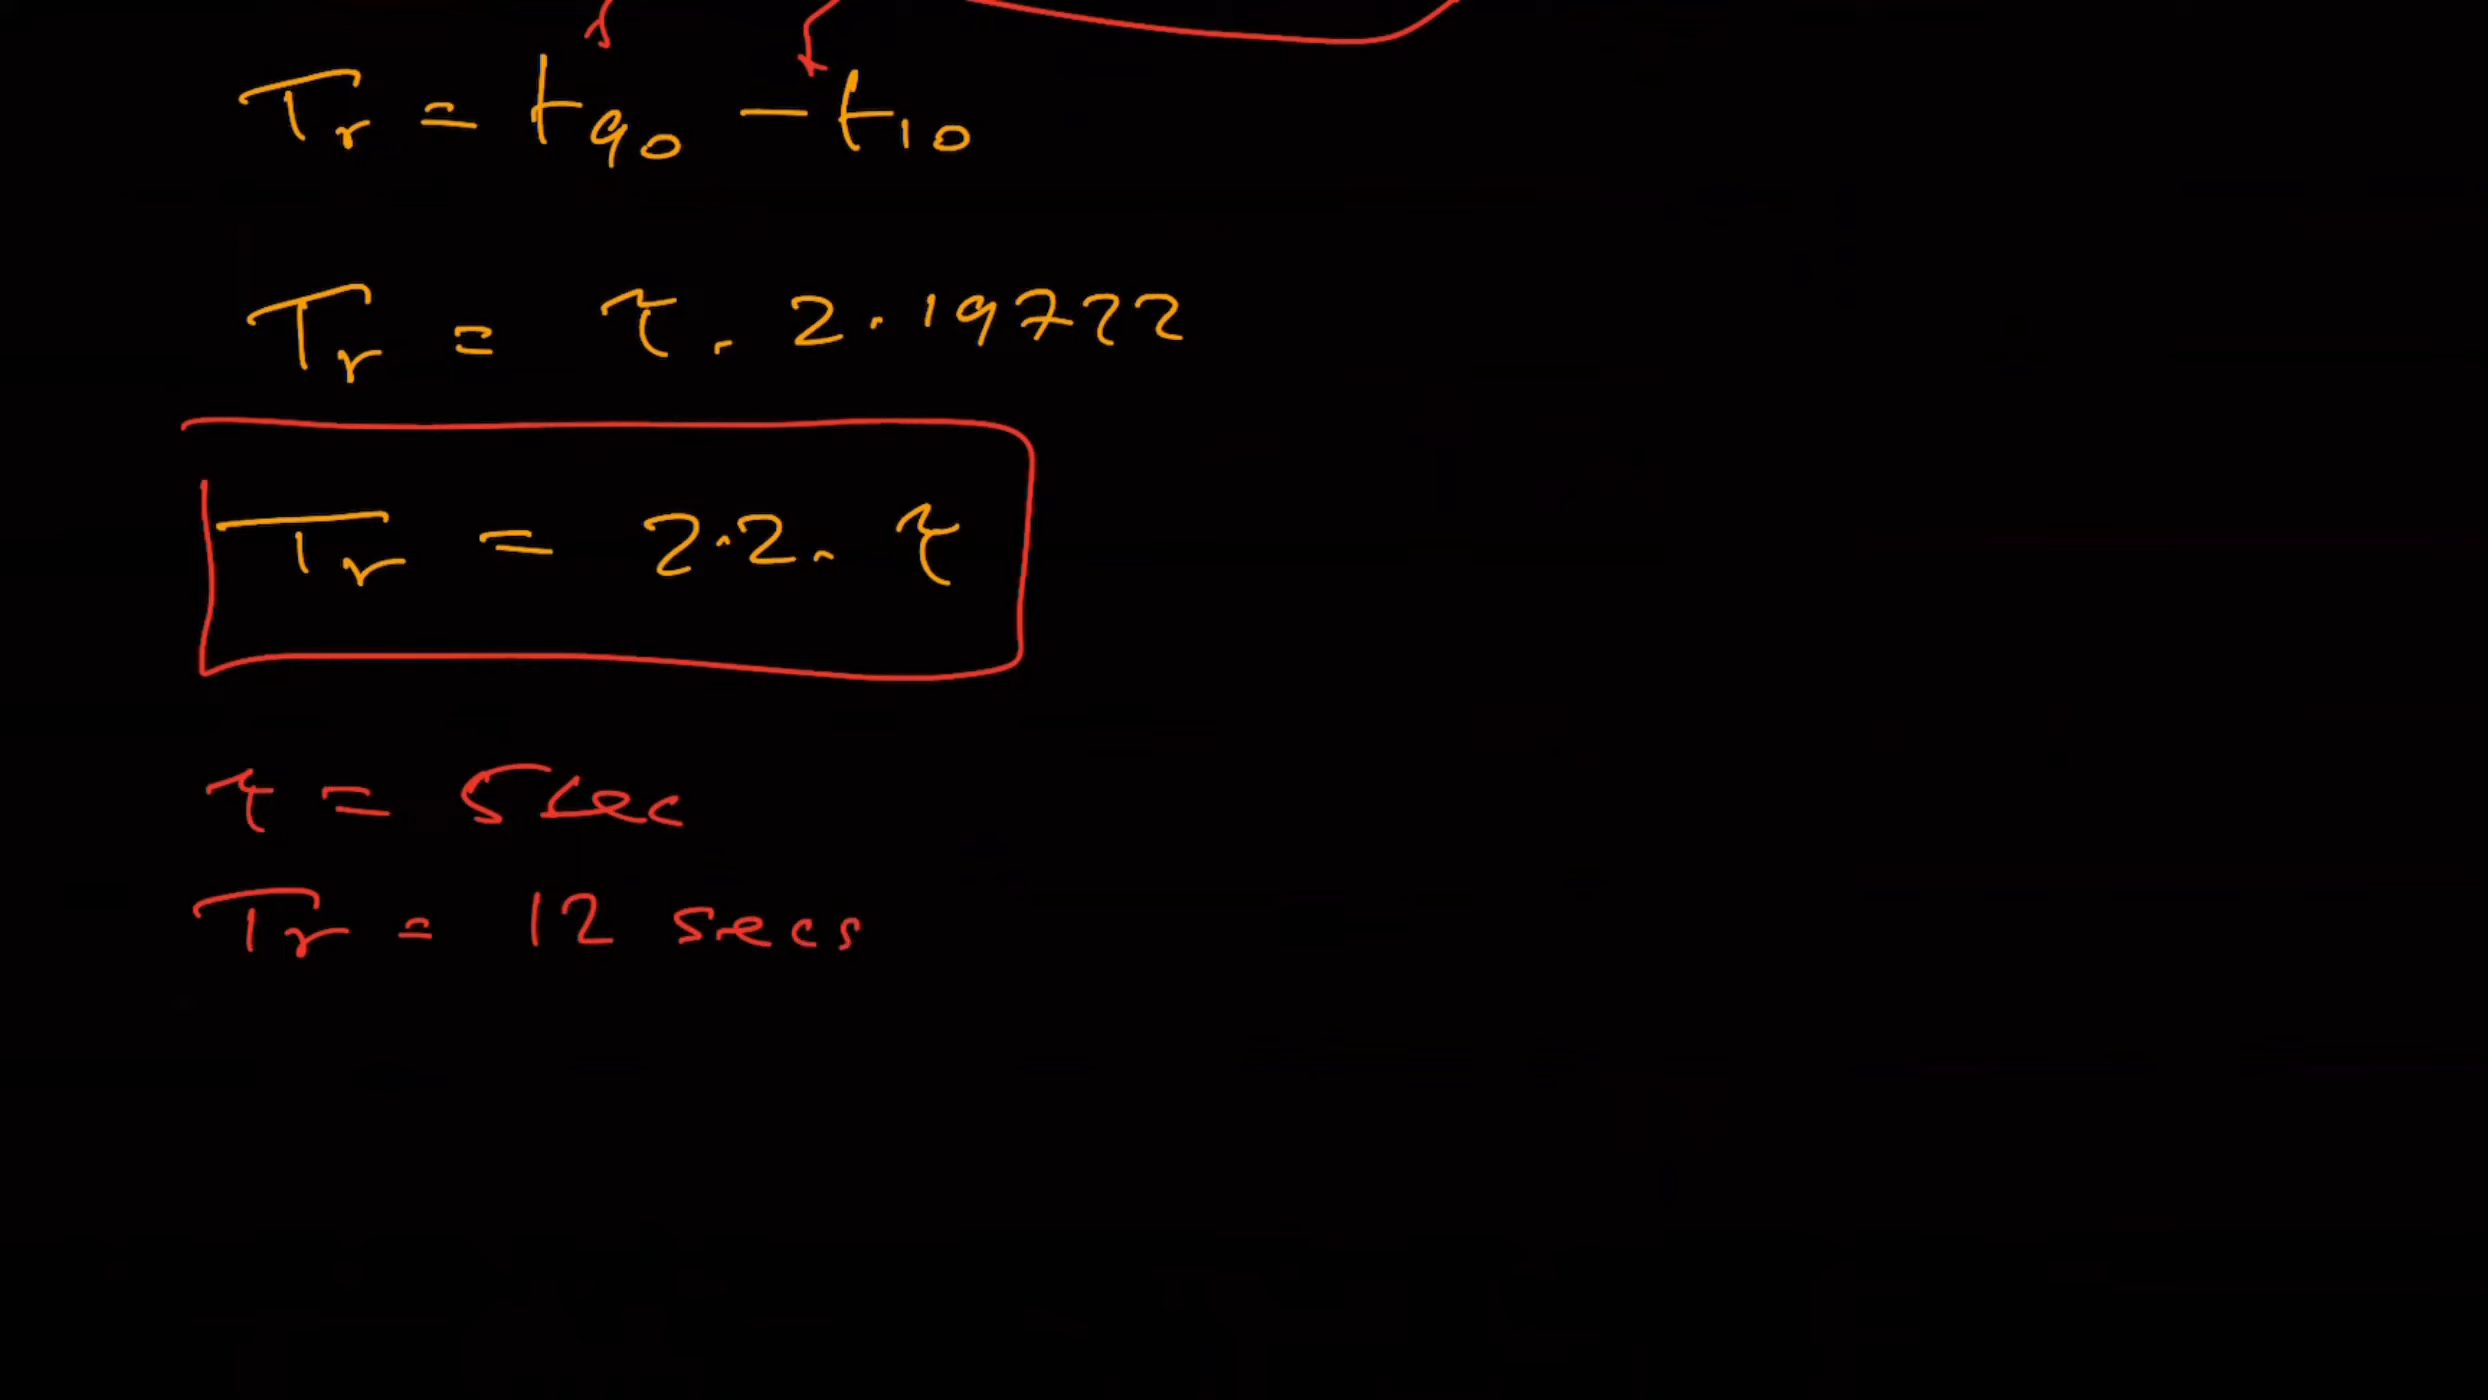 Tr = t90 - t10
Tr = τ. 2.19722
Tr = 2.2. τ
τ = 5 sec
Tr = 12 secs